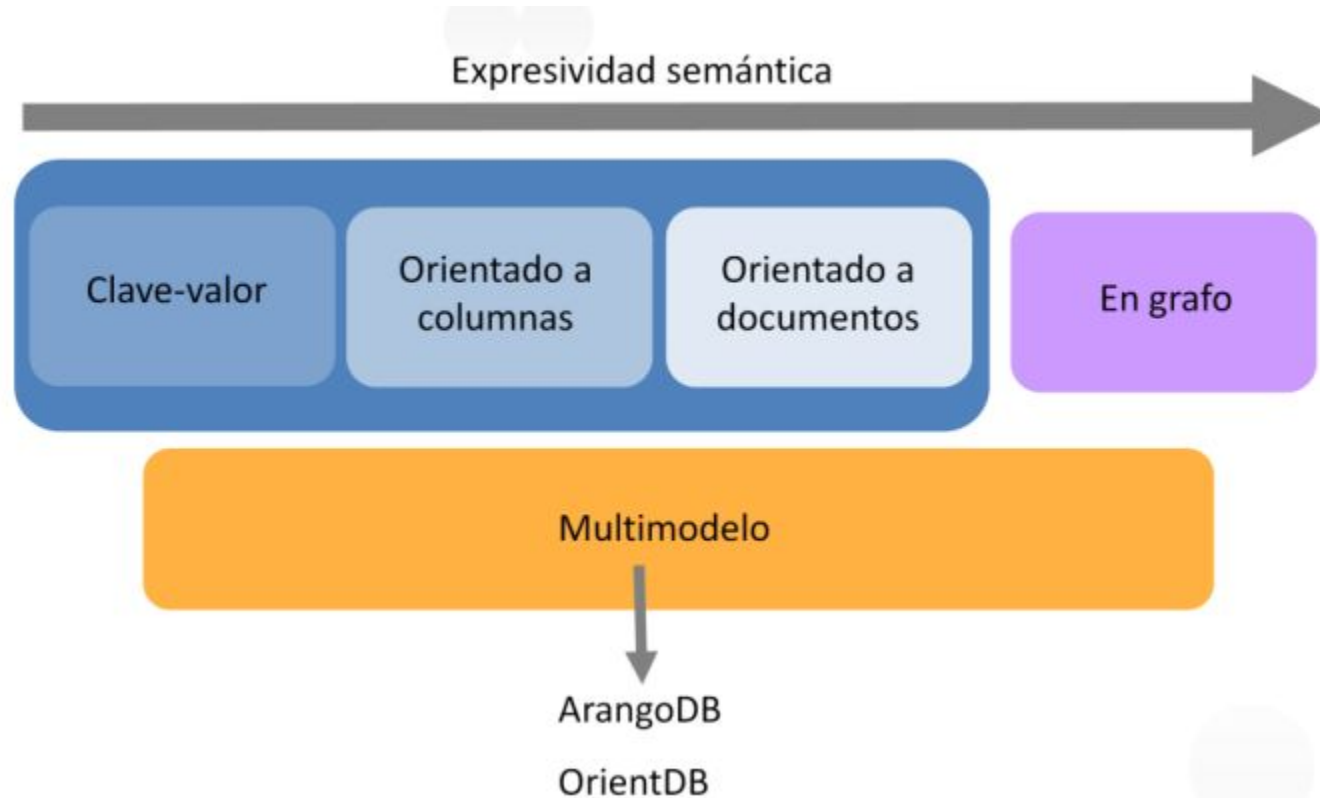 Expresividad semántica
Clave-valor
Orientado a
columnas
Orientado a
documentos
En grafo
Multimodelo
ArangoDB
OrientDB